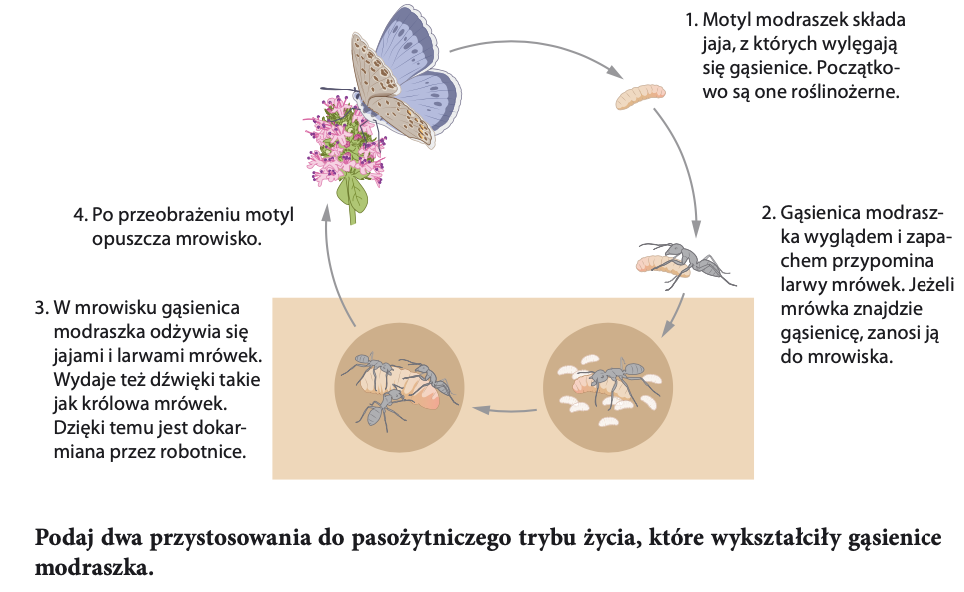 1. Motyl modraszek składa
jaja, z których wylęgają
się gąsienice. Początko-
wo są one roślinożerne.
2. Gąsienica modrasz-
ka wyglądem i zapa-
chem przypomina
larwy mrówek. Jeżeli
mrówka znajdzie
gąsienicę, zanosi ją
do mrowiska.
3. W mrowisku gąsienica
modraszka odżywia się
jajami i larwami mrówek.
Wydaje też dźwięki takie
jak królowa mrówek.
Dzięki temu jest dokar-
miana przez robotnice.
4. Po przeobrażeniu motyl
opuszcza mrowisko.
Podaj dwa przystosowania do pasożytniczego trybu życia, które wykształciły gąsienice
modraszka.